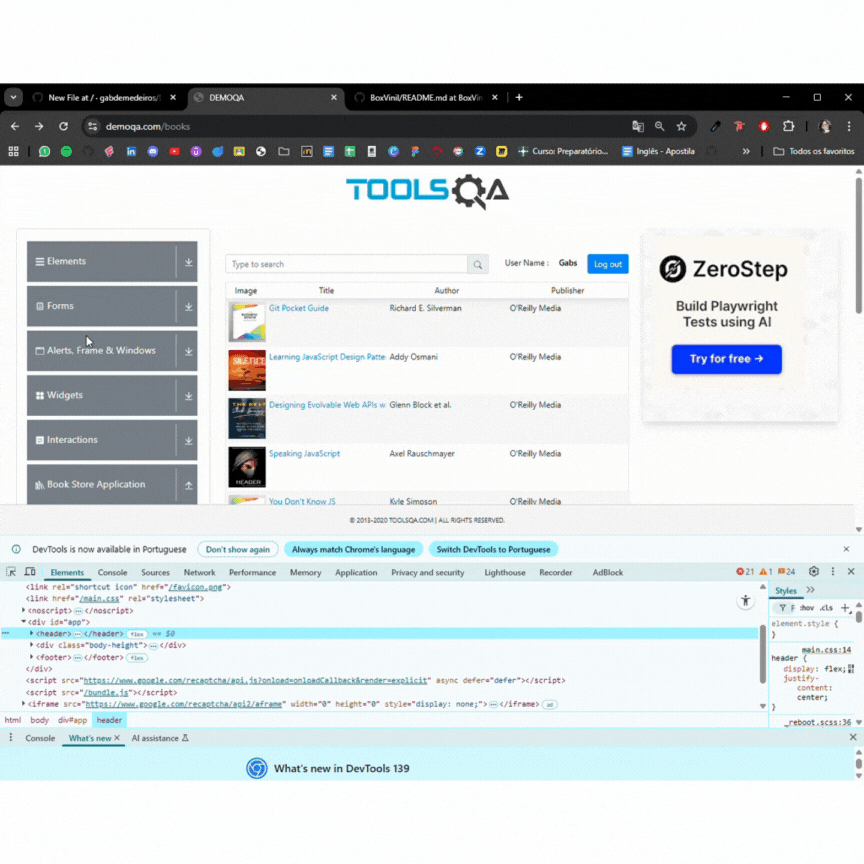 New File at / · gabdemedeiros/
DEMOQA
BoxVinil/README.md at BoxVin
demoqa.com/books
Curso: Preparatório...
Inglês - Apostila
Todos os favoritos
TOOLSQA
Elements
Forms
Alerts, Frame & Windows
Widgets
Interactions
Book Store Application
Type to search
User Name :
Gabs
Log out
Image Title Author Publisher
Git Pocket Guide Richard E. Silverman O'Reilly Media
Learning JavaScript Design Patte Addy Osmani O'Reilly Media
Designing Evolvable Web APIs w Glenn Block et al. O'Reilly Media
Speaking JavaScript Axel Rauschmayer O'Reilly Media
HEADER
You Don't Know JS Kyle Simpson O'Reilly Media
ZeroStep
Build Playwright
Tests using AI
Try for free →
© 2013-2020 TOOLSQA.COM | ALL RIGHTS RESERVED.
DevTools is now available in Portuguese Don't show again Always match Chrome's language Switch DevTools to Portuguese
Elements Console Sources Network Performance Memory Application Privacy and security Lighthouse Recorder AdBlock 21 1 24
<link rel="shortcut icon" href="/favicon.png">
<link href="/main.css" rel="stylesheet">
<noscript>⋯</noscript>
<div id="app">
<header>⋯</header> flex == $0
<div class="body-height">⋯</div>
<footer>⋯</footer> flex
</div>
<script src="https://www.google.com/recaptcha/api.js?onload=onloadCallback&render=explicit" async defer="defer"></script>
<script src="/bundle.js"></script>
<iframe src="https://www.google.com/recaptcha/api2/aframe" width="0" height="0" style="display: none;">⋯</iframe> ad
html body div#app header
Styles
F :hov .cls
element.style {
}
main.css:14
header {
display: flex;
justify-
content:
center;
}
_reboot.scss:36
Console What's new AI assistance
What's new in DevTools 139